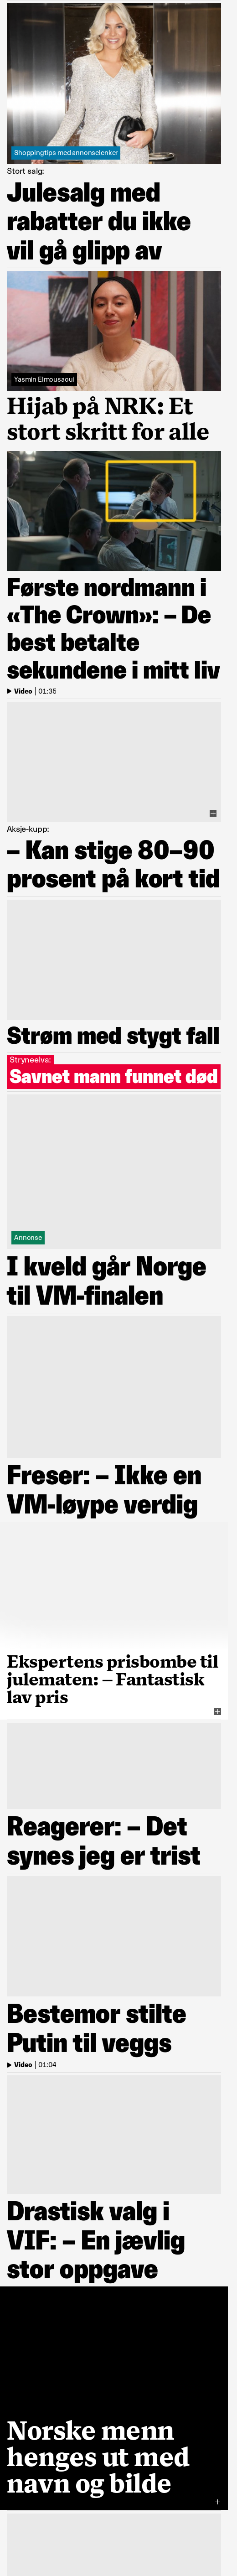 Shoppingtips med annonselenker
Stort salg:
Julesalg med
rabatter du ikke
vil gå glipp av
Yasmin Elmousaoui
Hijab på NRK: Et
stort skritt for alle
Første nordmann i
«The Crown»: – De
best betalte
sekundene i mitt liv
Video | 01:35
Aksje-kupp:
– Kan stige 80–90
prosent på kort tid
Strøm med stygt fall
Stryneelva:
Savnet mann funnet død
Annonse
I kveld går Norge
til VM-finalen
Freser: – Ikke en
VM-løype verdig
Ekspertens prisbombe til
julematen: – Fantastisk
lav pris
Reagerer: – Det
synes jeg er trist
Bestemor stilte
Putin til veggs
Video | 01:04
Drastisk valg i
VIF: – En jævlig
stor oppgave
Norske menn
henges ut med
navn og bilde